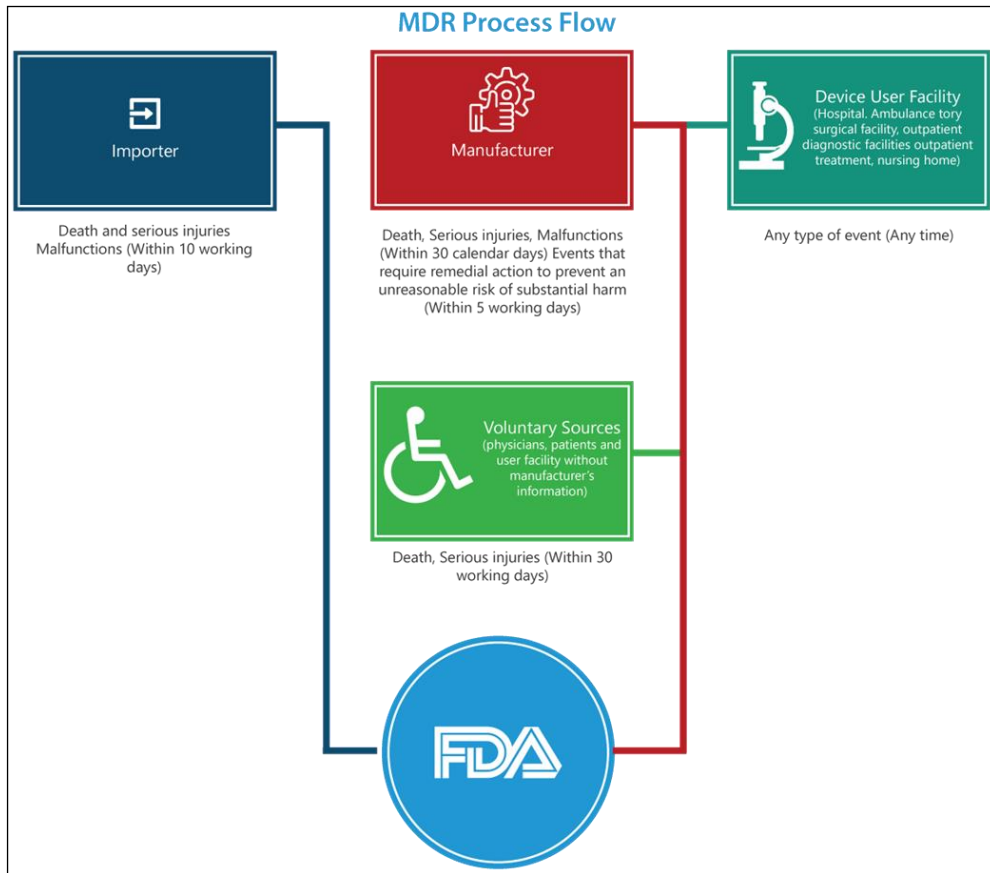 MDR Process Flow
Importer
Death and serious injuries
Malfunctions (Within 10 working
days)
Manufacturer
Death, Serious injuries, Malfunctions
(Within 30 calendar days) Events that
require remedial action to prevent an
unreasonable risk of substantial harm
(Within 5 working days)
Device User Facility
(Hospital. Ambulance tory
surgical facility, outpatient
diagnostic facilities outpatient
treatment, nursing home)
Any type of event (Any time)
Voluntary Sources
(physicians, patients and
user facility without
manufacturer's
information)
Death, Serious injuries (Within 30
working days)
FDA